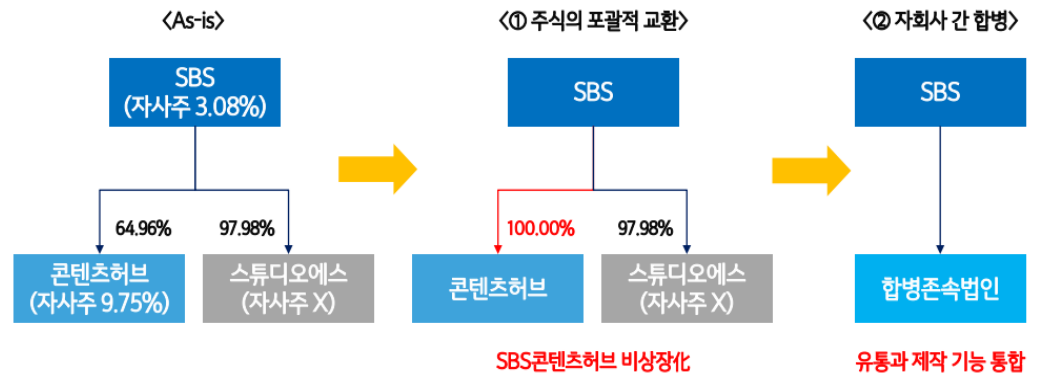 <As-is>
SBS
(자사주 3.08%)
64.96%
97.98%
콘텐츠허브
(자사주 9.75%)
스튜디오에스
(자사주 X)
<① 주식의 포괄적 교환>
SBS
100.00%
97.98%
콘텐츠허브
스튜디오에스
(자사주 X)
SBS콘텐츠허브 비상장化
<② 자회사 간 합병>
SBS
합병존속법인
유통과 제작 기능 통합